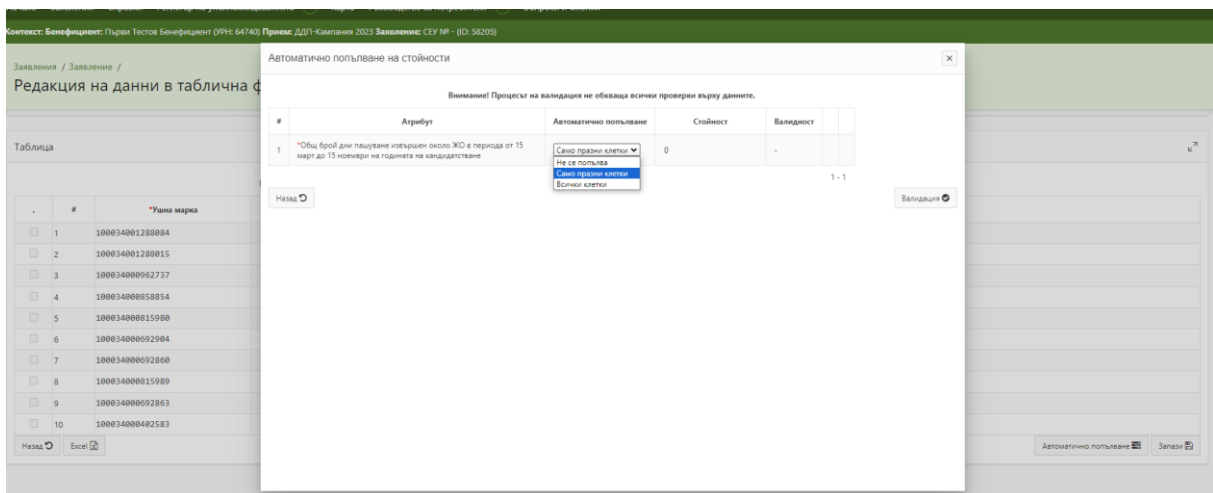 Контекст: Бенефициент: Първи Тестов Бенефициент (УРН: 64740) Прием: ДДП-Кампания 2023 Заявление: СЕУ № - (ID: 58205)
Заявления / Заявление /
Редакция на данни в таблична ф
Автоматично попълване на стойности
Внимание! Процесът на валидация не обхваща всички проверки върху данните.
# Атрибут Автоматично попълване Стойност Валидност
1 *Общ брой дни пашуване извършен около ЖО в периода от 15 март до 15 ноември на годината на кандидатстване Само празни клетки 0 -
Не се попълва
Само празни клетки
Всички клетки
1 - 1
Назад Валидация
Таблица
. # *Ушна марка
1 100034001288084
2 100034001288015
3 100034000962737
4 100034000858854
5 100034000815980
6 100034000692904
7 100034000692860
8 100034000815989
9 100034000692863
10 100034000402583
Назад Excel Автоматично попълване Запази